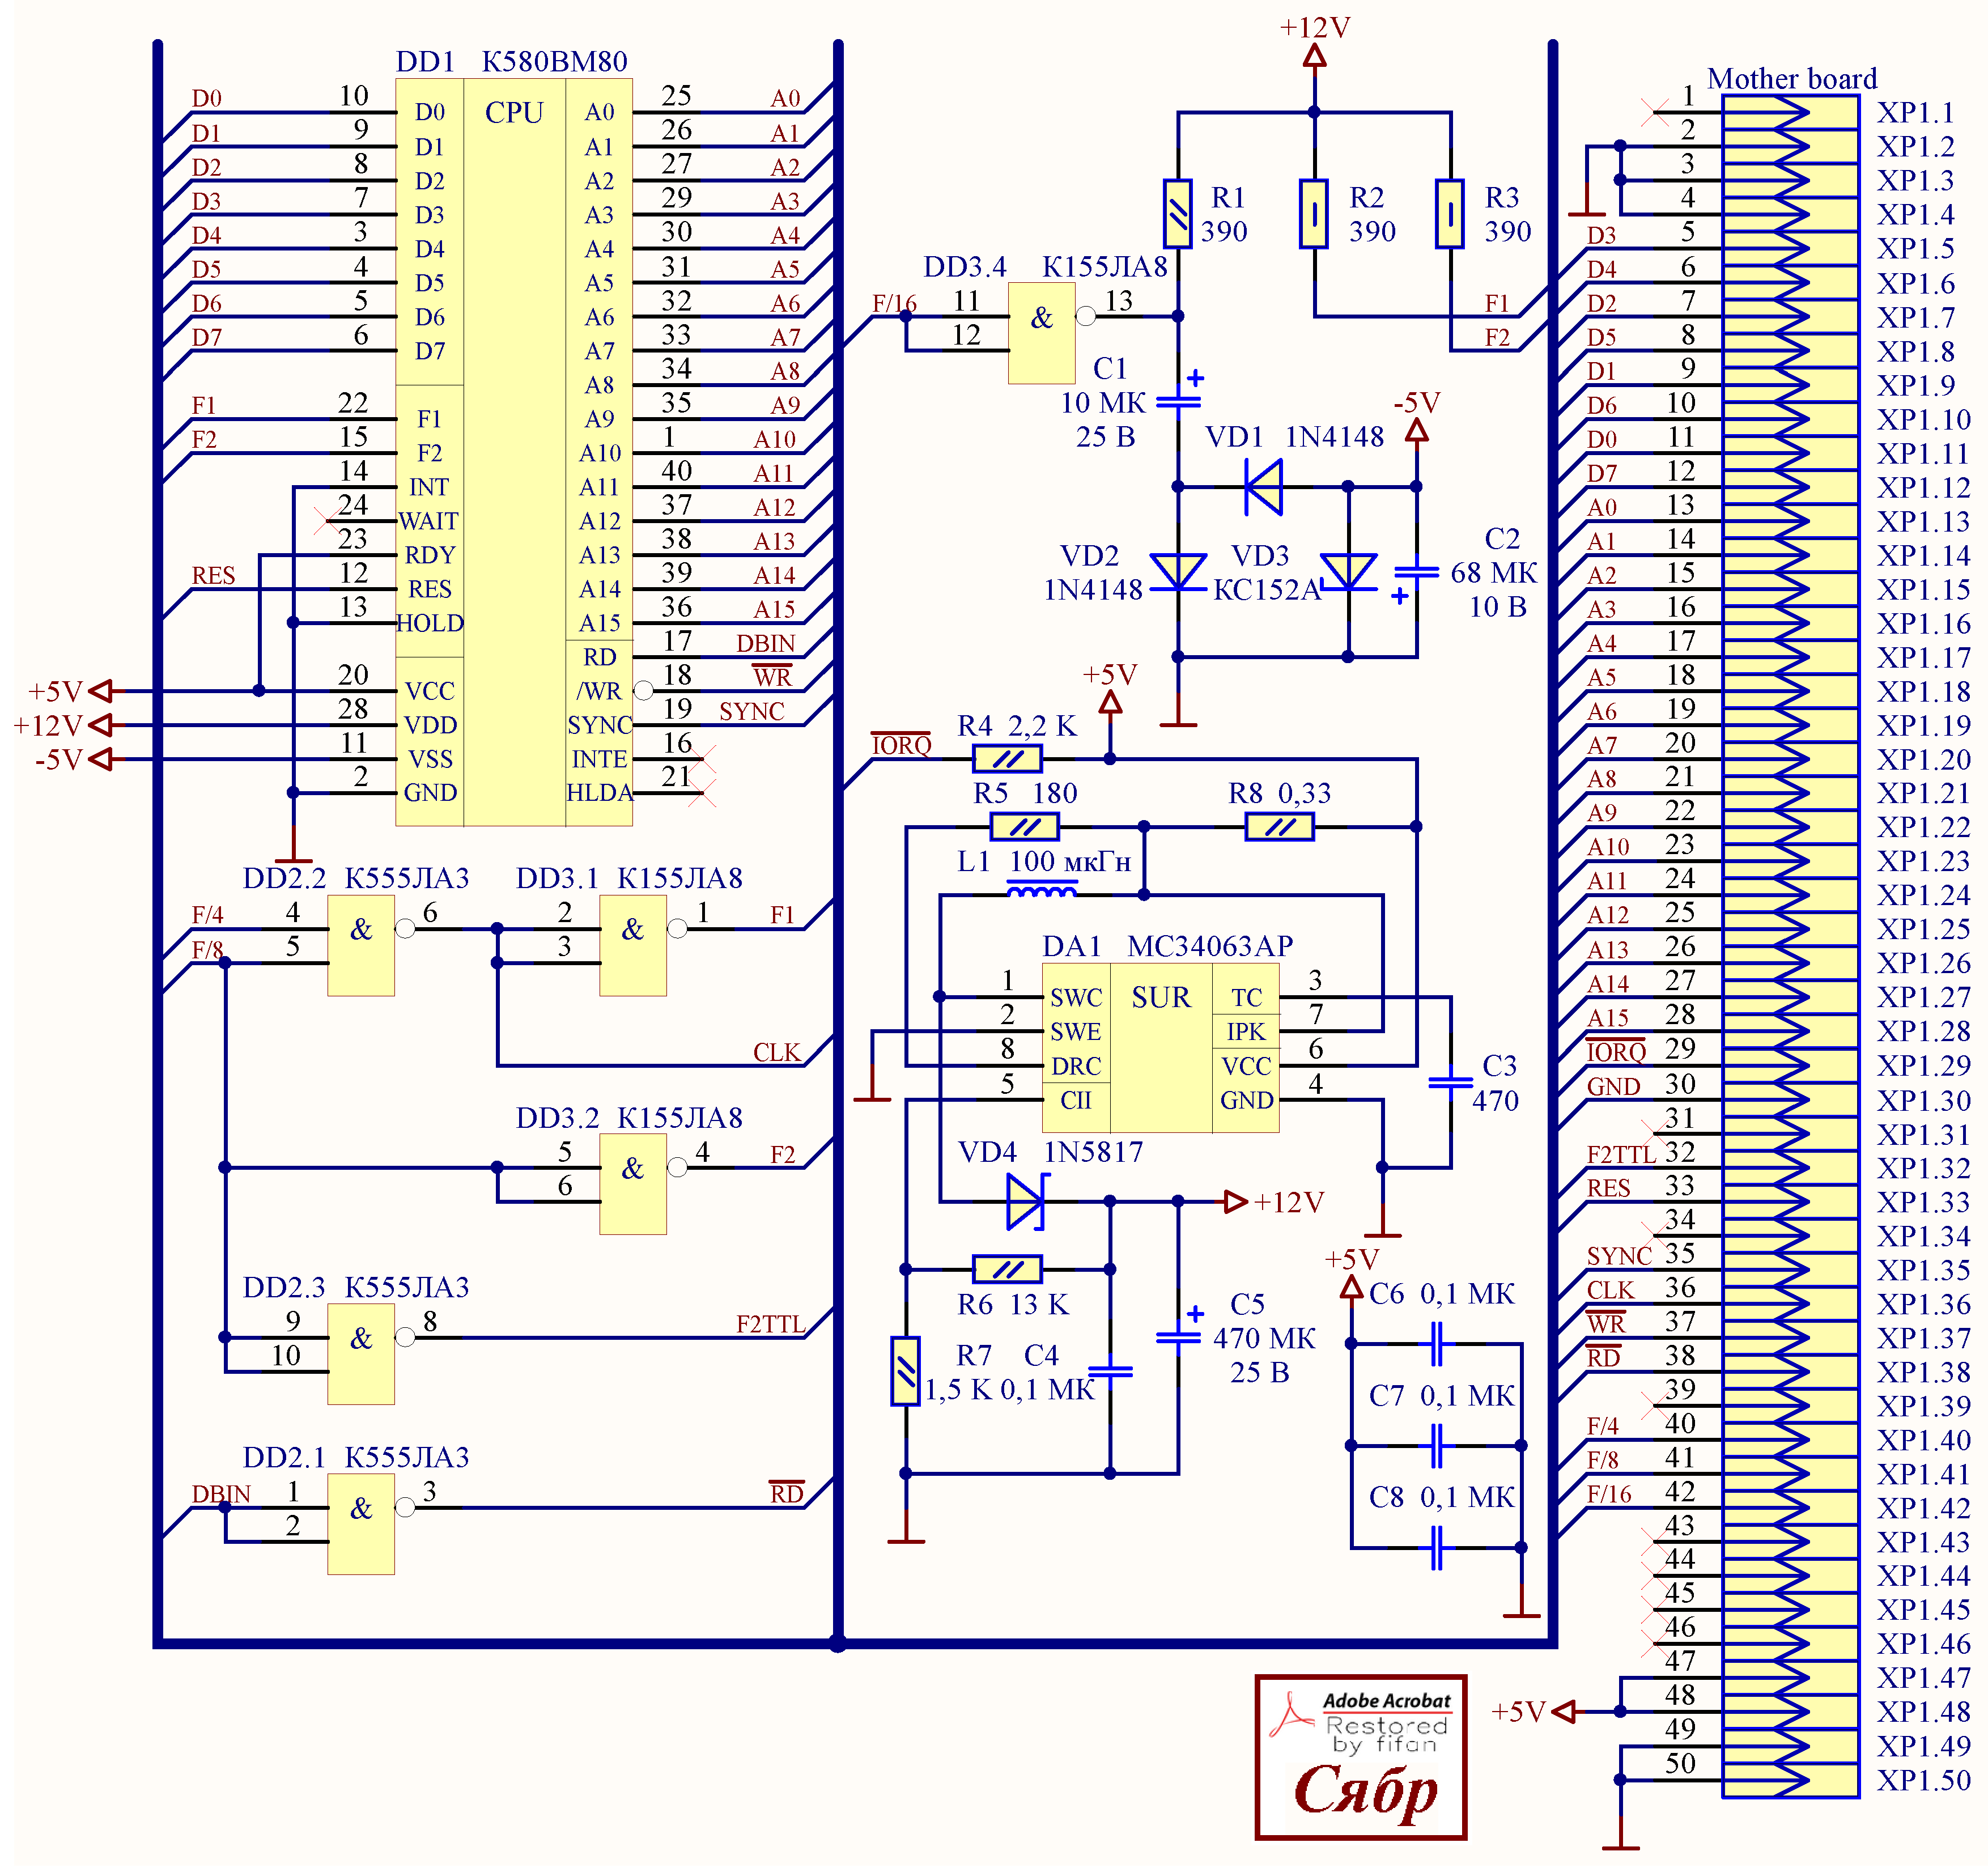 DD1 К580ВМ80
CPU
D0 10 D0
D1 9 D1
D2 8 D2
D3 7 D3
D4 3 D4
D5 4 D5
D6 5 D6
D7 6 D7
F1 22 F1
F2 15 F2
14 INT
24 WAIT
23 RDY
RES 12 RES
13 HOLD
+5V 20 VCC
+12V 28 VDD
-5V 11 VSS
2 GND
A0 25 A0
A1 26 A1
A2 27 A2
A3 29 A3
A4 30 A4
A5 31 A5
A6 32 A6
A7 33 A7
A8 34 A8
A9 35 A9
A10 1 A10
A11 40 A11
A12 37 A12
A13 38 A13
A14 39 A14
A15 36 A15
RD 17 DBIN
/WR 18 WR
SYNC 19 SYNC
INTE 16
HLDA 21
DD2.2 К555ЛА3
F/4 4 & 6
F/8 5
DD3.1 К155ЛА8
2 & 1 F1
3
CLK
DD3.2 К155ЛА8
5 & 4 F2
6
DD2.3 К555ЛА3
9 & 8 F2TTL
10
DD2.1 К555ЛА3
DBIN 1 & 3 RD
2
+12V
R1
390
R2
390
R3
390
F1
F2
DD3.4 К155ЛА8
F/16 11 & 13
12
C1
10 МК
25 В
+
-5V
VD1 1N4148
VD2
1N4148
VD3
КС152А
C2
68 МК
10 В
+
+5V
IORQ R4 2,2 K
R5 180
R8 0,33
L1 100 мкГн
DA1 MC34063AP
SUR
1 SWC
2 SWE
8 DRC
5 CII
TC 3
IPK 7
VCC 6
GND 4
C3
470
VD4 1N5817
+12V
R6 13 K
R7
1,5 K
C4
0,1 МК
+
C5
470 МК
25 В
+5V
C6 0,1 МК
C7 0,1 МК
C8 0,1 МК
Mother board
1 XP1.1
2 XP1.2
3 XP1.3
4 XP1.4
D3 5 XP1.5
D4 6 XP1.6
D2 7 XP1.7
D5 8 XP1.8
D1 9 XP1.9
D6 10 XP1.10
D0 11 XP1.11
D7 12 XP1.12
A0 13 XP1.13
A1 14 XP1.14
A2 15 XP1.15
A3 16 XP1.16
A4 17 XP1.17
A5 18 XP1.18
A6 19 XP1.19
A7 20 XP1.20
A8 21 XP1.21
A9 22 XP1.22
A10 23 XP1.23
A11 24 XP1.24
A12 25 XP1.25
A13 26 XP1.26
A14 27 XP1.27
A15 28 XP1.28
IORQ 29 XP1.29
GND 30 XP1.30
31 XP1.31
F2TTL 32 XP1.32
RES 33 XP1.33
34 XP1.34
SYNC 35 XP1.35
CLK 36 XP1.36
WR 37 XP1.37
RD 38 XP1.38
39 XP1.39
F/4 40 XP1.40
F/8 41 XP1.41
F/16 42 XP1.42
43 XP1.43
44 XP1.44
45 XP1.45
46 XP1.46
47 XP1.47
+5V 48 XP1.48
49 XP1.49
50 XP1.50
Adobe Acrobat
Restored
by fifan
Сябр